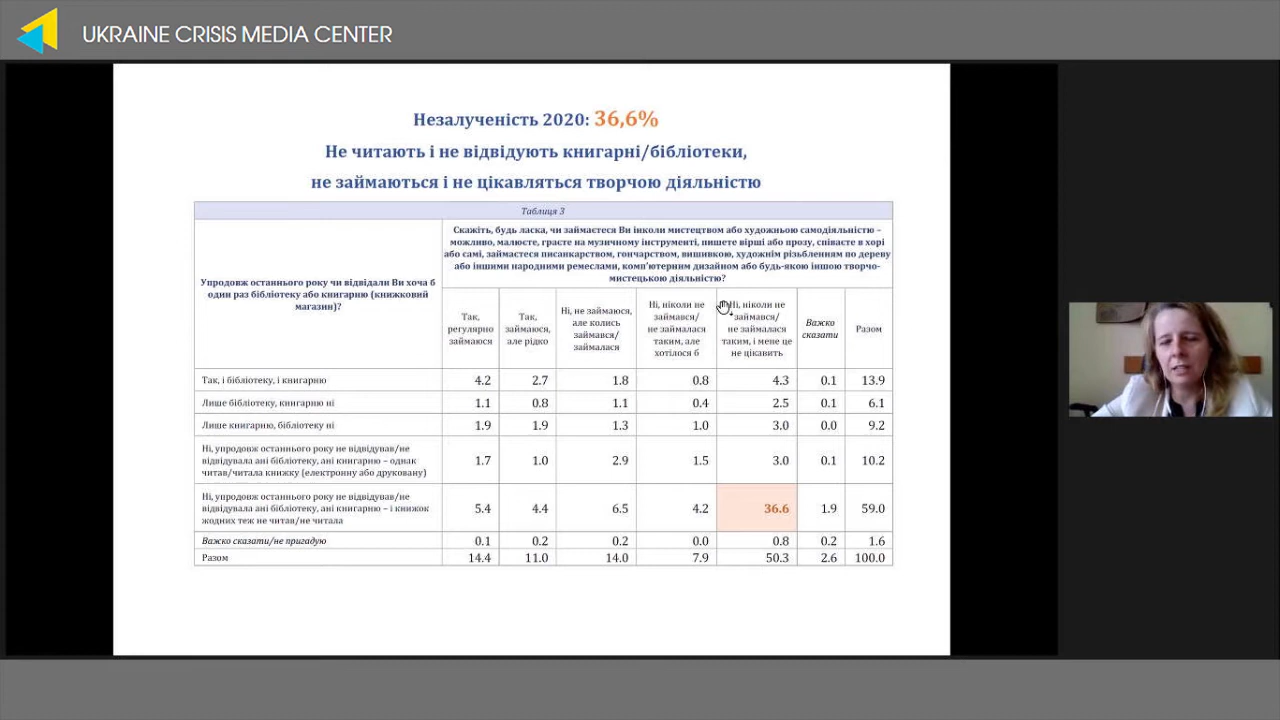 UKRAINE CRISIS MEDIA CENTER
Незалученість 2020: 36,6%
Не читають і не відвідують книгарні/бібліотеки,
не займаються і не цікавляться творчою діяльністю
Таблиця 3
Упродовж останнього року чи відвідали Ви хоча б
один раз бібліотеку або книгарню (книжковий
магазин)?
Скажіть, будь ласка, чи займаєтеся Ви інколи мистецтвом або художньою самодіяльністю –
можливо, малюєте, граєте на музичному інструменті, пишете вірші або прозу, співаєте в хорі
або самі, займаєтеся писанкарством, гончарством, вишивкою, художнім різьбленням по дереву
або іншими народними ремеслами, комп'ютерним дизайном або будь-якою іншою творчо-
мистецькою діяльністю?
Так,
регулярно
займаюся
Так,
займаюся,
але рідко
Ні, не займаюся,
але колись
займався/
займалася
Ні, ніколи не
займався/
не займалася
таким, але
хотілося б
Ні, ніколи не
займався/
не займалася
таким, і мене це
не цікавить
Важко
сказати
Разом
Так, і бібліотеку, і книгарню 4.2 2.7 1.8 0.8 4.3 0.1 13.9
Лише бібліотеку, книгарню ні 1.1 0.8 1.1 0.4 2.5 0.1 6.1
Лише книгарню, бібліотеку ні 1.9 1.9 1.3 1.0 3.0 0.0 9.2
Ні, упродовж останнього року не відвідував/не
відвідувала ані бібліотеку, ані книгарню – однак
читав/читала книжку (електронну або друковану)
1.7 1.0 2.9 1.5 3.0 0.1 10.2
Ні, упродовж останнього року не відвідував/не
відвідувала ані бібліотеку, ані книгарню – і книжок
жодних теж не читав/не читала
5.4 4.4 6.5 4.2 36.6 1.9 59.0
Важко сказати/не пригадую 0.1 0.2 0.2 0.0 0.8 0.2 1.6
Разом 14.4 11.0 14.0 7.9 50.3 2.6 100.0